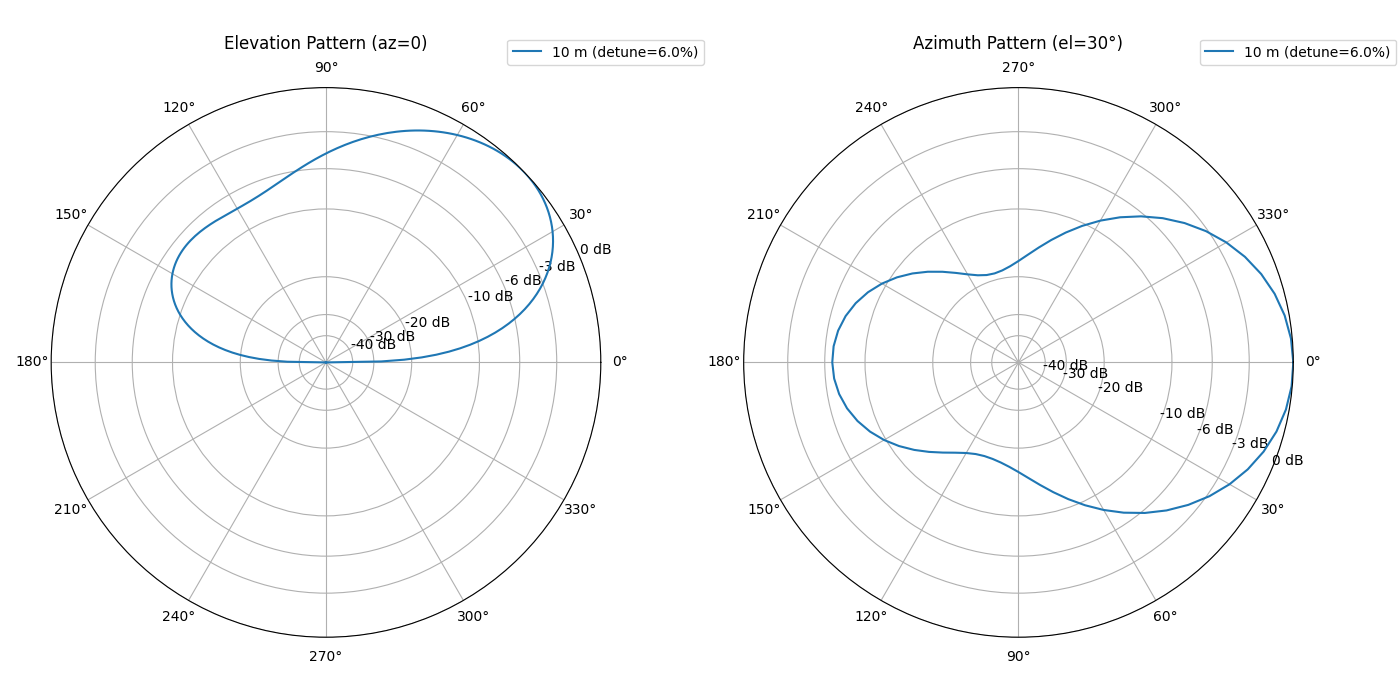 Elevation Pattern (az=0)
10 m (detune=6.0%)
90°
120°
60°
150°
30°
0 dB
-3 dB
-6 dB
-10 dB
-20 dB
-30 dB
-40 dB
180°
0°
210°
330°
240°
300°
270°
Azimuth Pattern (el=30°)
10 m (detune=6.0%)
270°
240°
300°
210°
330°
180°
0°
-40 dB
-30 dB
-20 dB
-10 dB
-6 dB
-3 dB
0 dB
150°
30°
120°
60°
90°